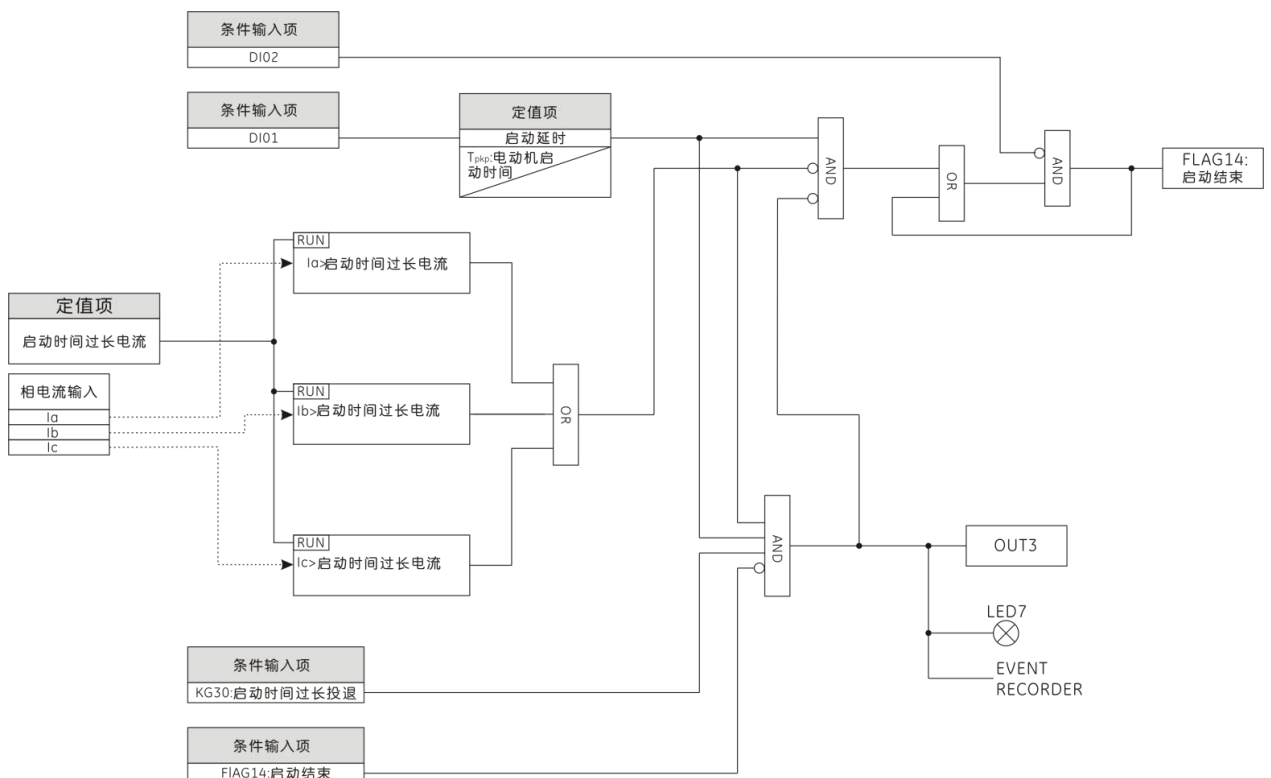 条件输入项
DI02
条件输入项
DI01
定值项
启动延时
Tpkp:电动机启
动时间
AND
OR
AND
FLAG14:
启动结束
RUN
Ia>启动时间过长电流
定值项
启动时间过长电流
相电流输入
Ia
Ib
Ic
RUN
Ib>启动时间过长电流
OR
RUN
Ic>启动时间过长电流
AND
OUT3
LED7
EVENT
RECORDER
条件输入项
KG30:启动时间过长投退
条件输入项
FlAG14:启动结束